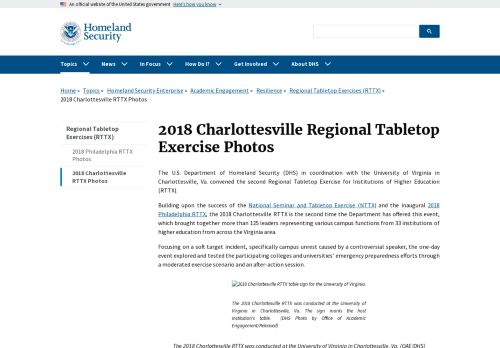 An official website of the United States government Here's how you know
Homeland
Security
Topics News In Focus How Do I? Get Involved About DHS
Home » Topics » Homeland Security Enterprise » Academic Engagement » Resilience » Regional Tabletop Exercises (RTTX) »
2018 Charlottesville RTTX Photos
Regional Tabletop
Exercises (RTTX)
2018 Philadelphia RTTX
Photos
2018 Charlottesville
RTTX Photos
2018 Charlottesville Regional Tabletop
Exercise Photos
The U.S. Department of Homeland Security (DHS) in coordination with the University of Virginia in
Charlottesville, Va. convened the second Regional Tabletop Exercise for Institutions of Higher Education
(RTTX).
Building upon the success of the National Seminar and Tabletop Exercise (NTTX) and the inaugural 2018
Philadelphia RTTX, the 2018 Charlottesville RTTX is the second time the Department has offered this event,
which brought together more than 125 leaders representing various campus functions from 33 institutions of
higher education from across the Virginia area.
Focusing on a soft target incident, specifically campus unrest caused by a controversial speaker, the one-day
event explored and tested the participating colleges and universities' emergency preparedness efforts through
a moderated exercise scenario and an after-action session.
2018 Charlottesville RTTX table sign for the University of Virginia.
The 2018 Charlottesville RTTX was conducted at the University of
Virginia in Charlottesville, Va. The sign marks the host
institution's table. (DHS Photo by Office of Academic
Engagement/Released)
The 2018 Charlottesville RTTX was conducted at the University of Virginia in Charlottesville, Va. (OAE/DHS)